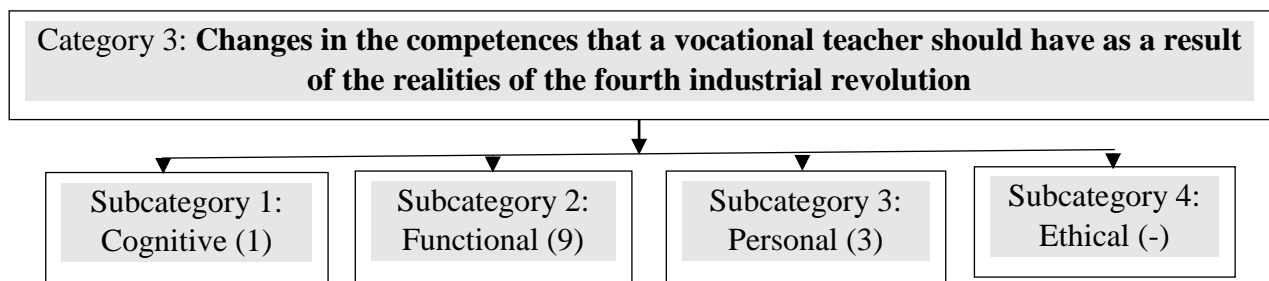 Category 3: Changes in the competences that a vocational teacher should have as a result
of the realities of the fourth industrial revolution
Subcategory 1:
Cognitive (1)
Subcategory 2:
Functional (9)
Subcategory 3:
Personal (3)
Subcategory 4:
Ethical (-)